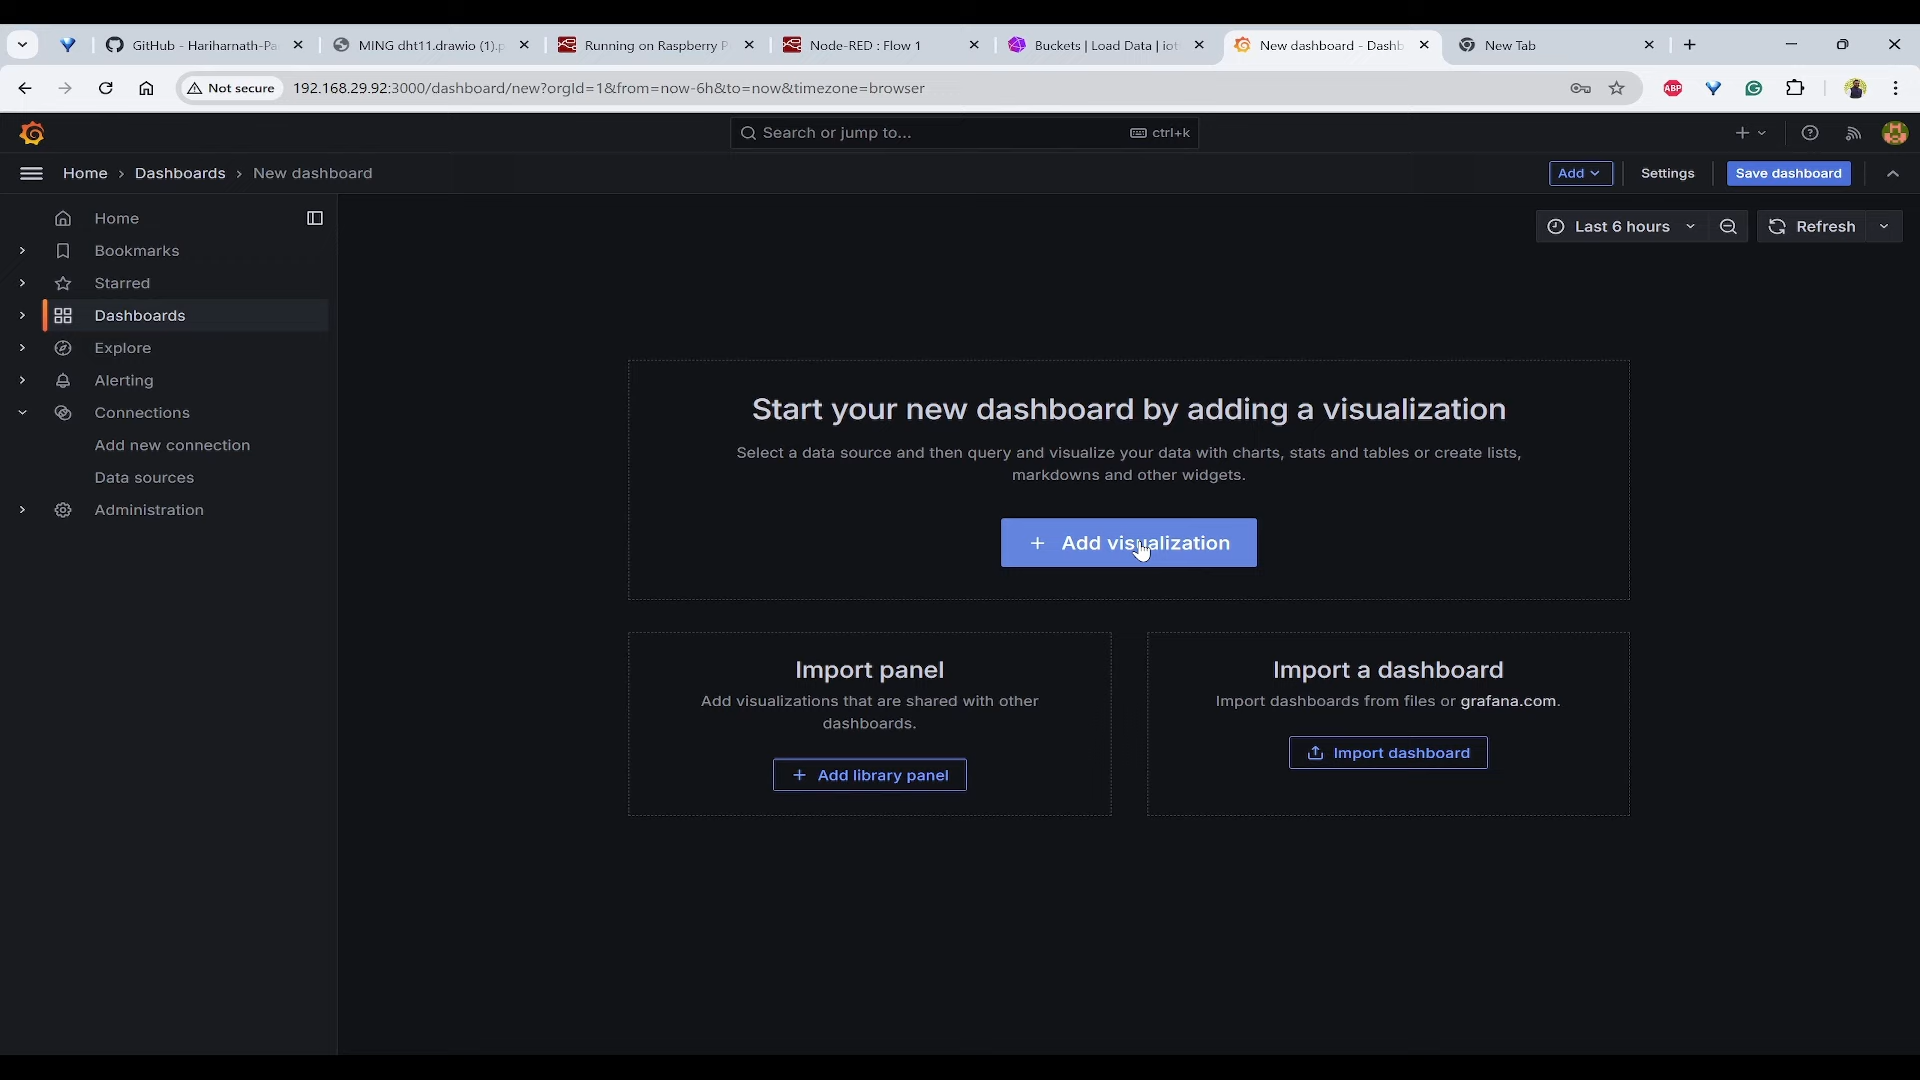 GitHub - Hariharnath-Pa
MING dht11.drawio (1).p
Running on Raspberry P
Node-RED : Flow 1
Buckets | Load Data | iot
New dashboard - Dashb
New Tab
Not secure
192.168.29.92:3000/dashboard/new?orgId=1&from=now-6h&to=now&timezone=browser
ABP
Search or jump to...
ctrl+k
Home › Dashboards › New dashboard
Add
Settings
Save dashboard
Home
Bookmarks
Starred
Dashboards
Explore
Alerting
Connections
Add new connection
Data sources
Administration
Last 6 hours
Refresh
Start your new dashboard by adding a visualization
Select a data source and then query and visualize your data with charts, stats and tables or create lists,
markdowns and other widgets.
+ Add visualization
Import panel
Add visualizations that are shared with other
dashboards.
+ Add library panel
Import a dashboard
Import dashboards from files or grafana.com.
Import dashboard